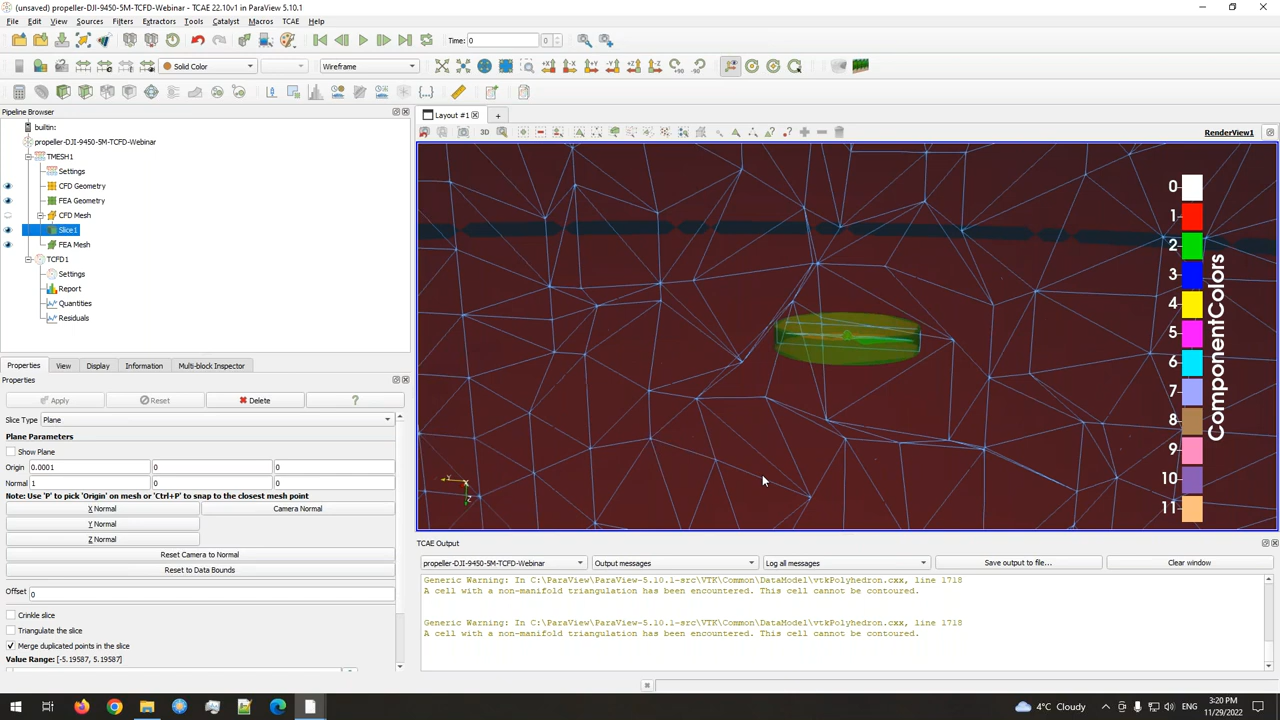 (unsaved) propeller-DJI-9450-5M-TCFD-Webinar - TCAE 22.10v1 in ParaView 5.10.1
File Edit View Sources Filters Extractors Tools Catalyst Macros TCAE Help
Time: 0 0
Solid Color Wireframe
+X -X +Y -Y +Z -Z +90 -90
Pipeline Browser
Layout #1 +
builtin:
3D
RenderView1
propeller-DJI-9450-5M-TCFD-Webinar
TMESH1
Settings
CFD Geometry
FEA Geometry
CFD Mesh
Slice1
FEA Mesh
TCFD1
Settings
Report
Quantities
Residuals
0
1
2
3
4
5
6
7
8
9
10
11
ComponentColors
Y
X
Z
Properties View Display Information Multi-block Inspector
Properties
Apply Reset Delete ?
Slice Type Plane
Plane Parameters
Show Plane
Origin 0.0001 0 0
Normal 1 0 0
Note: Use 'P' to pick 'Origin' on mesh or 'Ctrl+P' to snap to the closest mesh point
X Normal Camera Normal
Y Normal
Z Normal
Reset Camera to Normal
Reset to Data Bounds
Offset 0
Crinkle slice
Triangulate the slice
Merge duplicated points in the slice
Value Range: [-5.19587, 5.19587]
TCAE Output
propeller-DJI-9450-5M-TCFD-Webinar Output messages Log all messages Save output to file... Clear window
Generic Warning: In C:\ParaView\ParaView-5.10.1-src\VTK\Common\DataModel\vtkPolyhedron.cxx, line 1718
A cell with a non-manifold triangulation has been encountered. This cell cannot be contoured.
Generic Warning: In C:\ParaView\ParaView-5.10.1-src\VTK\Common\DataModel\vtkPolyhedron.cxx, line 1718
A cell with a non-manifold triangulation has been encountered. This cell cannot be contoured.
4°C Cloudy
3:20 PM
11/29/2022